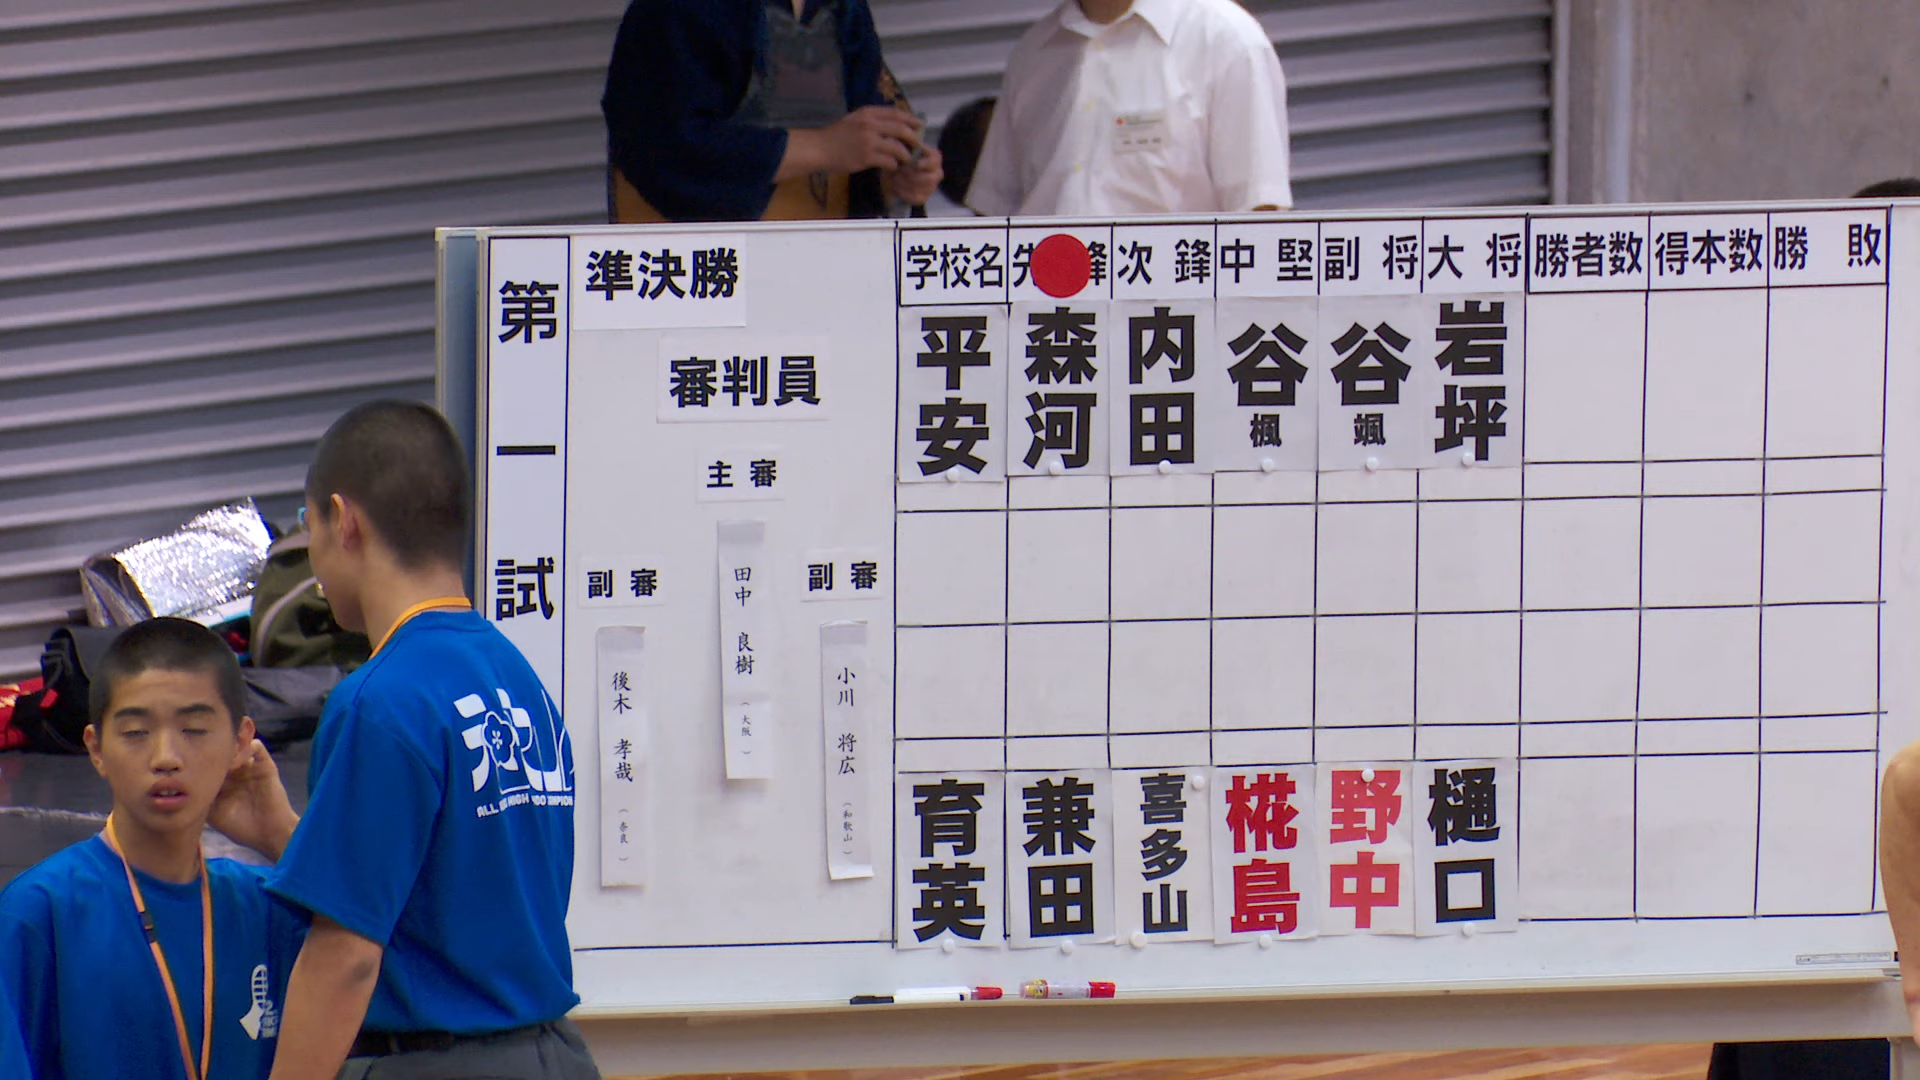 第一試
準決勝
審判員
主審
田中 良樹 (大阪)
副審
後木 孝哉 (奈良)
副審
小川 将広 (和歌山)
学校名 先鋒 次鋒 中堅 副将 大将 勝者数 得本数 勝敗
平安 森河 内田 谷楓 谷颯 岩坪
育英 兼田 喜多山 椛島 野中 樋口